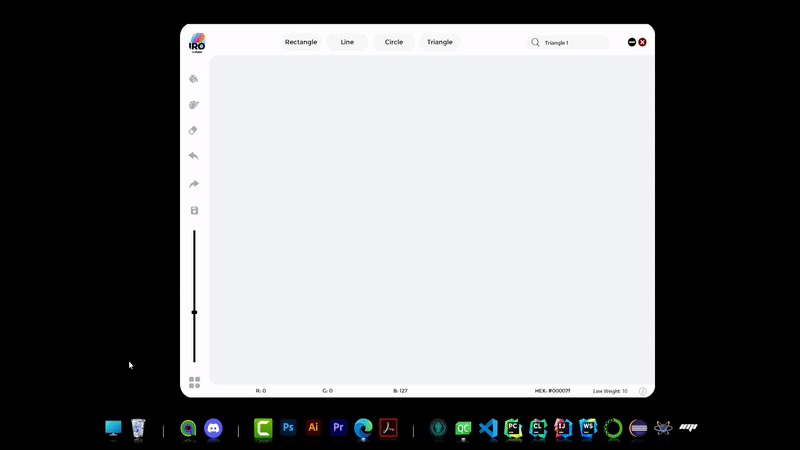 IRO
Rectangle
Line
Circle
Triangle
Triangle 1
R: 0
G: 0
B: 127
HEX: #00007f
Line Weight: 10
Ps
Ai
Pr
QC
PC
CL
IJ
WS